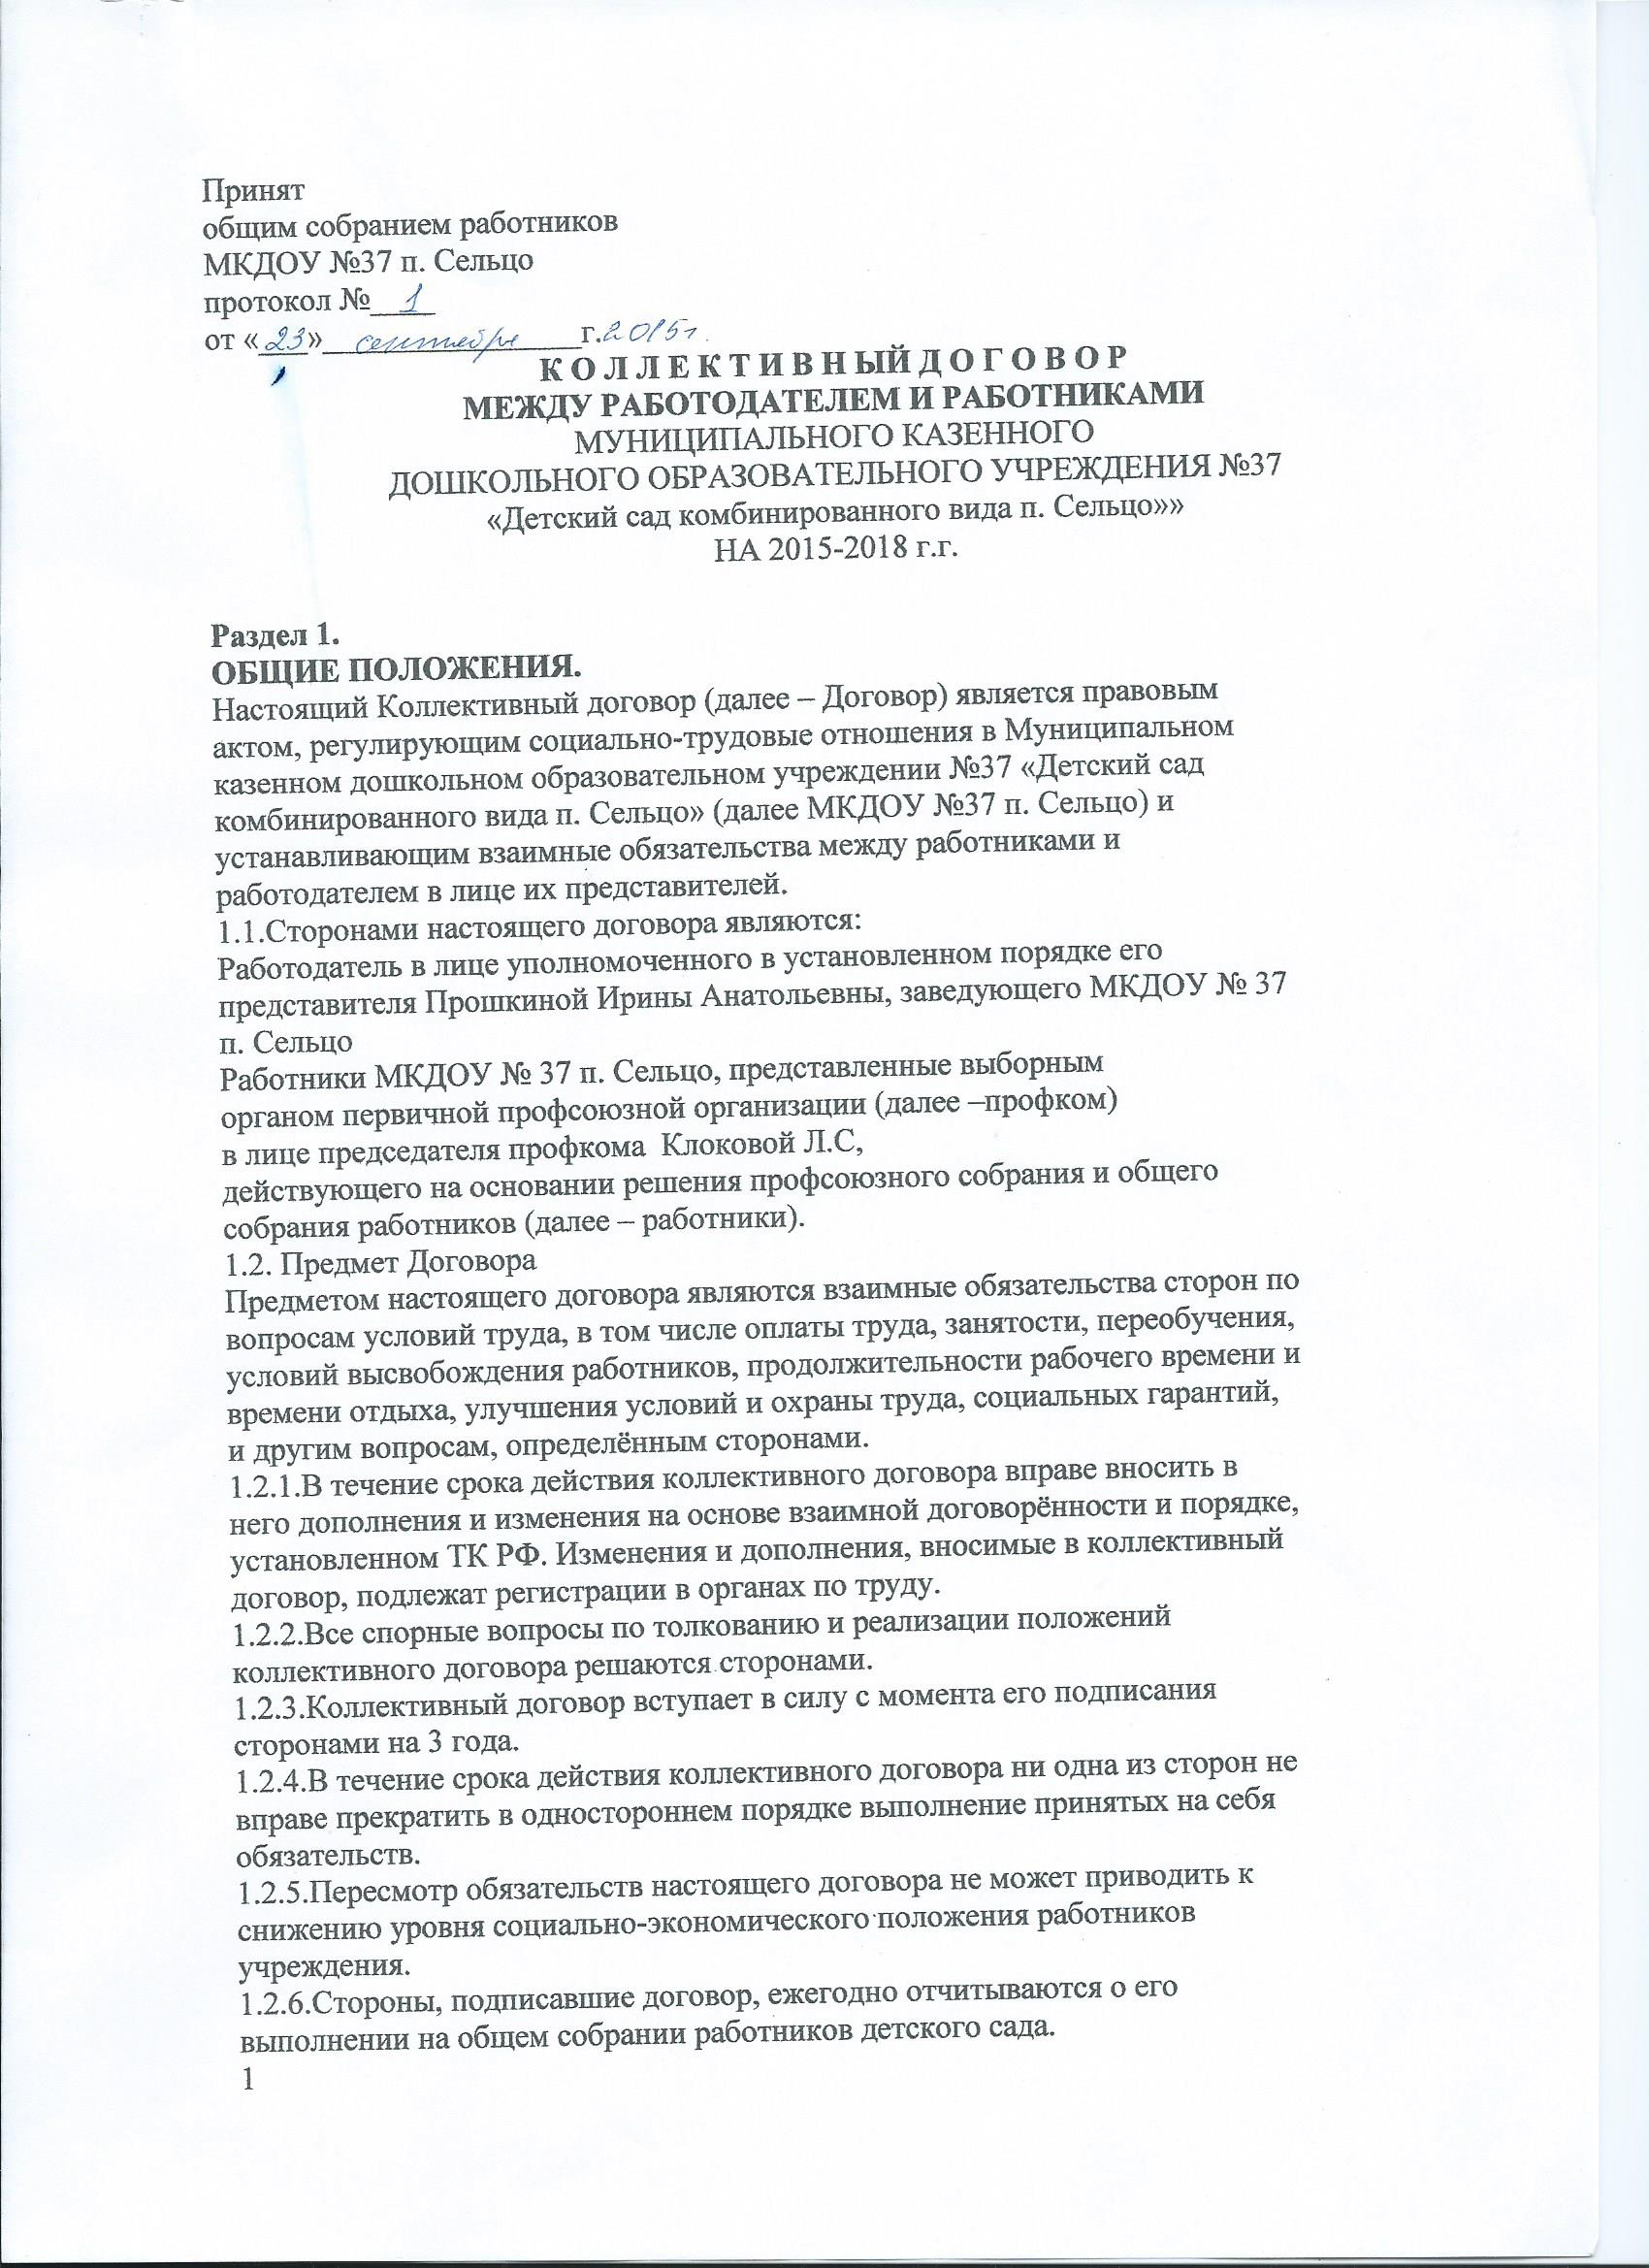 Принят
общим собранием работников
МКДОУ №37 п. Сельцо
протокол №  1
от «23» сентября г.2015г.
К О Л Л Е К Т И В Н ЫЙ Д О Г О В О Р
МЕЖДУ РАБОТОДАТЕЛЕМ И РАБОТНИКАМИ
МУНИЦИПАЛЬНОГО КАЗЕННОГО
ДОШКОЛЬНОГО ОБРАЗОВАТЕЛЬНОГО УЧРЕЖДЕНИЯ №37
«Детский сад комбинированного вида п. Сельцо»»
НА 2015-2018 г.г.
Раздел 1.
ОБЩИЕ ПОЛОЖЕНИЯ.
Настоящий Коллективный договор (далее – Договор) является правовым
актом, регулирующим социально-трудовые отношения в Муниципальном
казенном дошкольном образовательном учреждении №37 «Детский сад
комбинированного вида п. Сельцо» (далее МКДОУ №37 п. Сельцо) и
устанавливающим взаимные обязательства между работниками и
работодателем в лице их представителей.
1.1.Сторонами настоящего договора являются:
Работодатель в лице уполномоченного в установленном порядке его
представителя Прошкиной Ирины Анатольевны, заведующего МКДОУ № 37
п. Сельцо
Работники МКДОУ № 37 п. Сельцо, представленные выборным
органом первичной профсоюзной организации (далее –профком)
в лице председателя профкома  Клоковой Л.С,
действующего на основании решения профсоюзного собрания и общего
собрания работников (далее – работники).
1.2. Предмет Договора
Предметом настоящего договора являются взаимные обязательства сторон по
вопросам условий труда, в том числе оплаты труда, занятости, переобучения,
условий высвобождения работников, продолжительности рабочего времени и
времени отдыха, улучшения условий и охраны труда, социальных гарантий,
и другим вопросам, определённым сторонами.
1.2.1.В течение срока действия коллективного договора вправе вносить в
него дополнения и изменения на основе взаимной договорённости и порядке,
установленном ТК РФ. Изменения и дополнения, вносимые в коллективный
договор, подлежат регистрации в органах по труду.
1.2.2.Все спорные вопросы по толкованию и реализации положений
коллективного договора решаются сторонами.
1.2.3.Коллективный договор вступает в силу с момента его подписания
сторонами на 3 года.
1.2.4.В течение срока действия коллективного договора ни одна из сторон не
вправе прекратить в одностороннем порядке выполнение принятых на себя
обязательств.
1.2.5.Пересмотр обязательств настоящего договора не может приводить к
снижению уровня социально-экономического положения работников
учреждения.
1.2.6.Стороны, подписавшие договор, ежегодно отчитываются о его
выполнении на общем собрании работников детского сада.
1